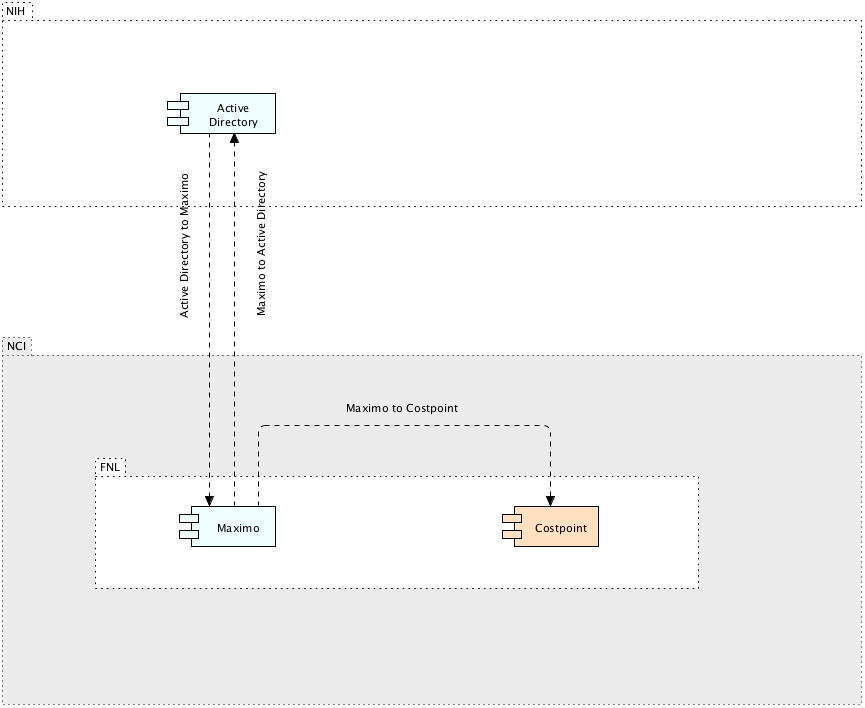 NIH
Active
Directory
Active Directory to Maximo
Maximo to Active Directory
NCI
Maximo to Costpoint
FNL
Maximo
Costpoint